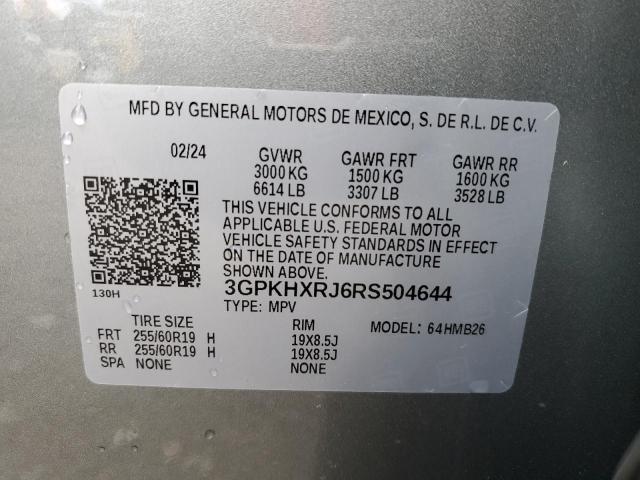 MFD BY GENERAL MOTORS DE MEXICO, S. DE R.L. DE C.V.
02/24 GVWR GAWR FRT GAWR RR
3000 KG 1500 KG 1600 KG
6614 LB 3307 LB 3528 LB
THIS VEHICLE CONFORMS TO ALL
APPLICABLE U.S. FEDERAL MOTOR
VEHICLE SAFETY STANDARDS IN EFFECT
ON THE DATE OF MANUFACTURE
SHOWN ABOVE.
130H
3GPKHXRJ6RS504644
TYPE: MPV
TIRE SIZE RIM MODEL: 64HMB26
FRT 255/60R19 H 19X8.5J
RR 255/60R19 H 19X8.5J
SPA NONE NONE